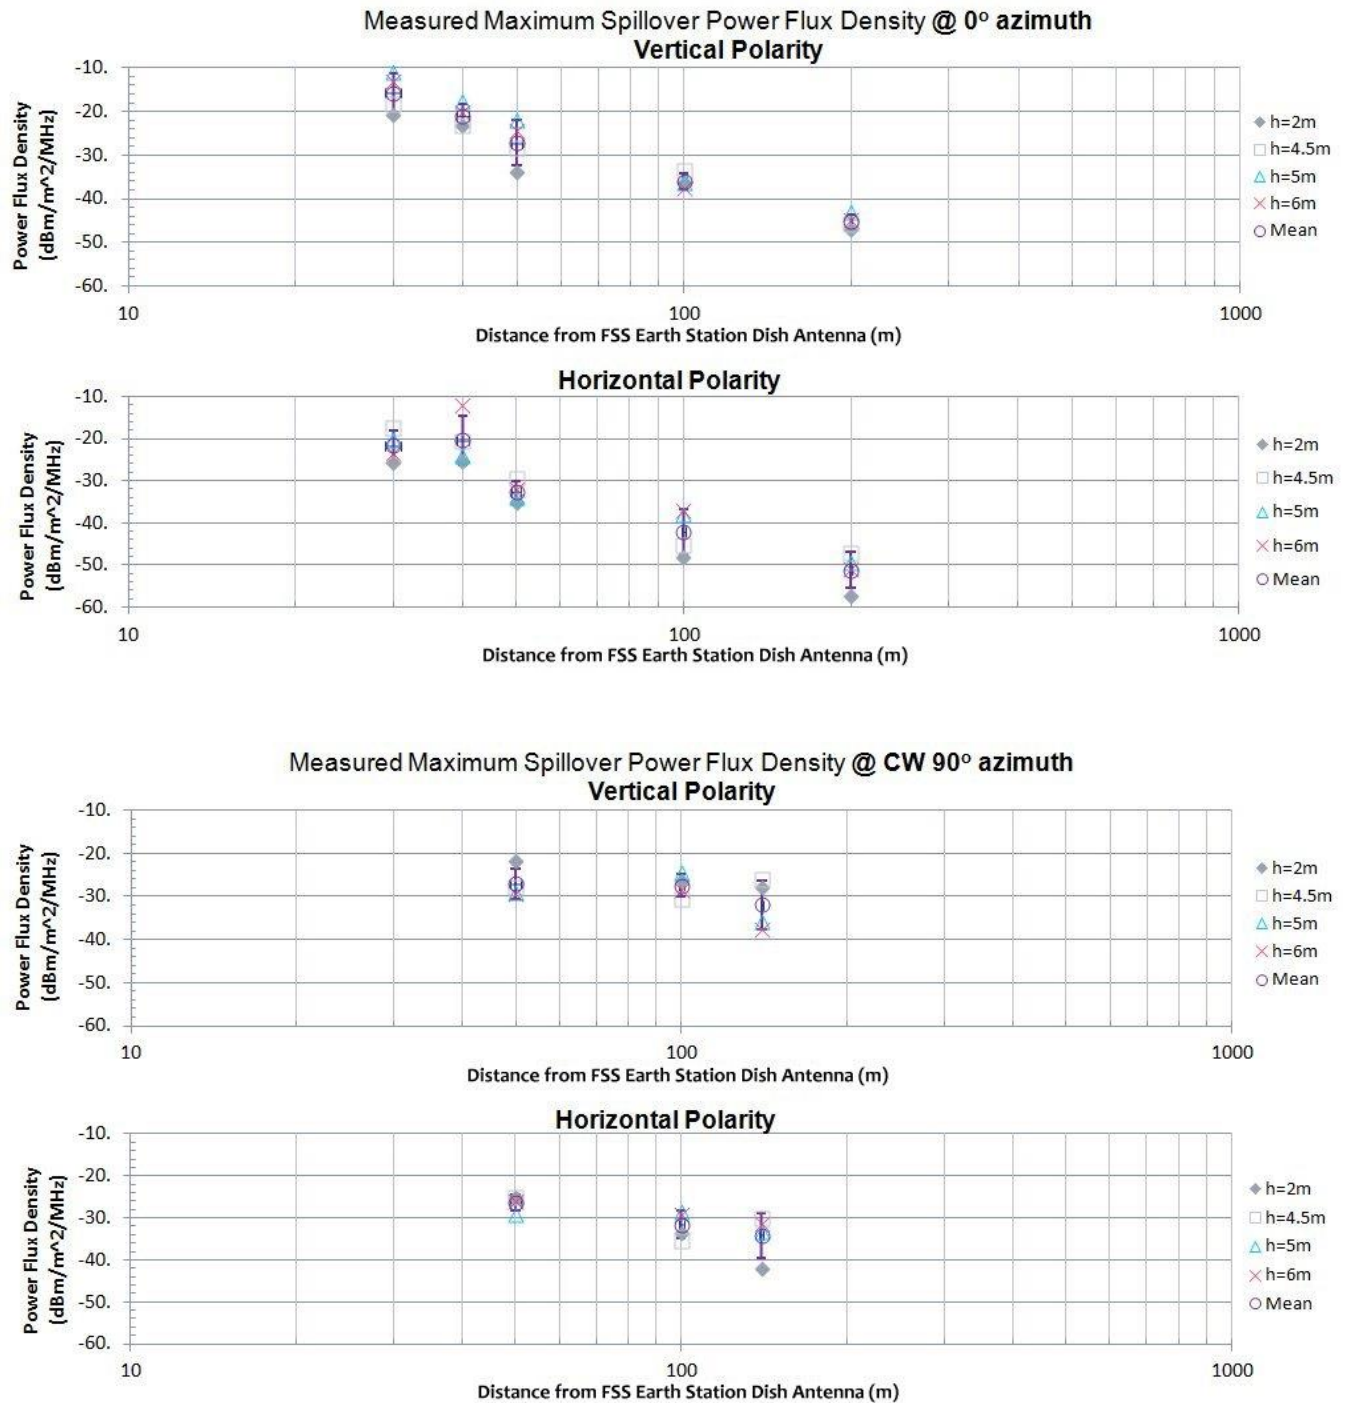 Measured Maximum Spillover Power Flux Density @ 0º azimuth
Vertical Polarity
Power Flux Density
(dBm/m^2/MHz)
-10.
-20.
-30.
-40.
-50.
-60.
10
100
1000
Distance from FSS Earth Station Dish Antenna (m)
h=2m
h=4.5m
h=5m
h=6m
Mean
Horizontal Polarity
Power Flux Density
(dBm/m^2/MHz)
-10.
-20.
-30.
-40.
-50.
-60.
10
100
1000
Distance from FSS Earth Station Dish Antenna (m)
h=2m
h=4.5m
h=5m
h=6m
Mean
Measured Maximum Spillover Power Flux Density @ CW 90º azimuth
Vertical Polarity
Power Flux Density
(dBm/m^2/MHz)
-10.
-20.
-30.
-40.
-50.
-60.
10
100
1000
Distance from FSS Earth Station Dish Antenna (m)
h=2m
h=4.5m
h=5m
h=6m
Mean
Horizontal Polarity
Power Flux Density
(dBm/m^2/MHz)
-10.
-20.
-30.
-40.
-50.
-60.
10
100
1000
Distance from FSS Earth Station Dish Antenna (m)
h=2m
h=4.5m
h=5m
h=6m
Mean